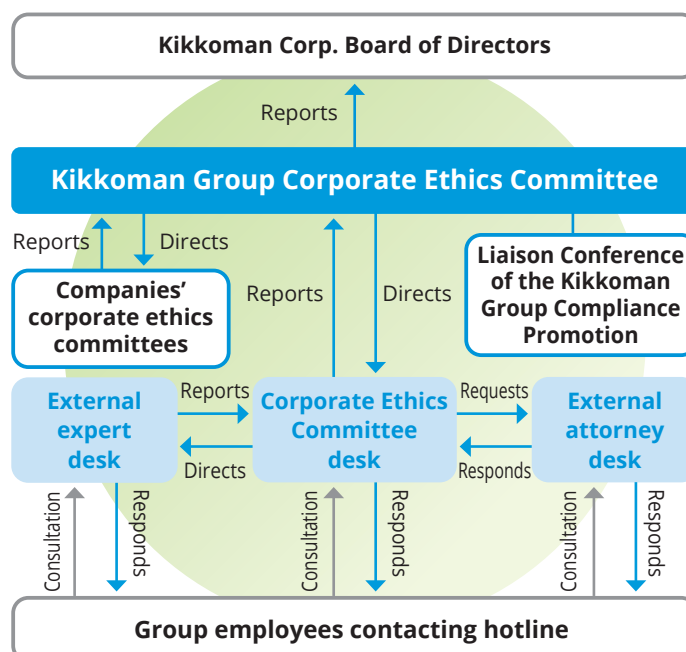 Kikkoman Corp. Board of Directors
Reports
Kikkoman Group Corporate Ethics Committee
Reports
Directs
Companies’
corporate ethics
committees
Reports
Directs
Liaison Conference
of the Kikkoman
Group Compliance
Promotion
External
expert
desk
Reports
Directs
Corporate Ethics
Committee
desk
Requests
Responds
External
attorney
desk
Consultation
Responds
Consultation
Responds
Consultation
Responds
Group employees contacting hotline